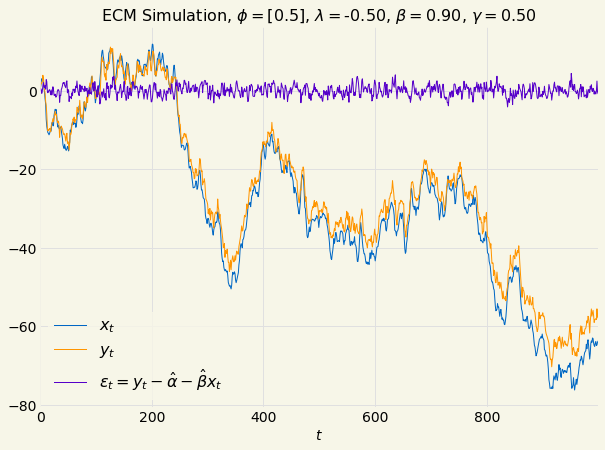 ECM Simulation, ϕ = [0.5], λ = -0.50, β = 0.90, γ = 0.50
0
−20
−40
−60
−80
x_t
y_t
ε_t = y_t − α̂ − β̂x_t
0
200
400
600
800
t